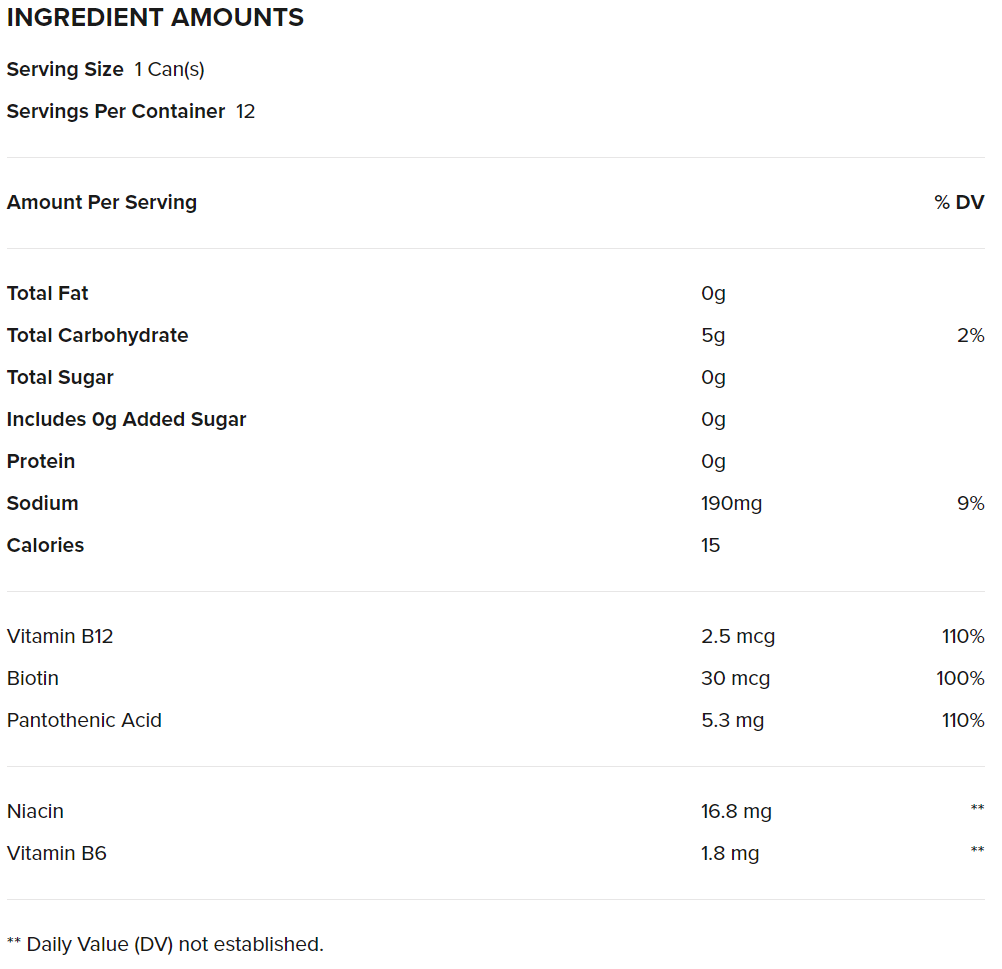 INGREDIENT AMOUNTS
Serving Size 1 Can(s)
Servings Per Container 12
Amount Per Serving % DV
Total Fat 0g
Total Carbohydrate 5g 2%
Total Sugar 0g
Includes 0g Added Sugar 0g
Protein 0g
Sodium 190mg 9%
Calories 15
Vitamin B12 2.5 mcg 110%
Biotin 30 mcg 100%
Pantothenic Acid 5.3 mg 110%
Niacin 16.8 mg **
Vitamin B6 1.8 mg **
** Daily Value (DV) not established.